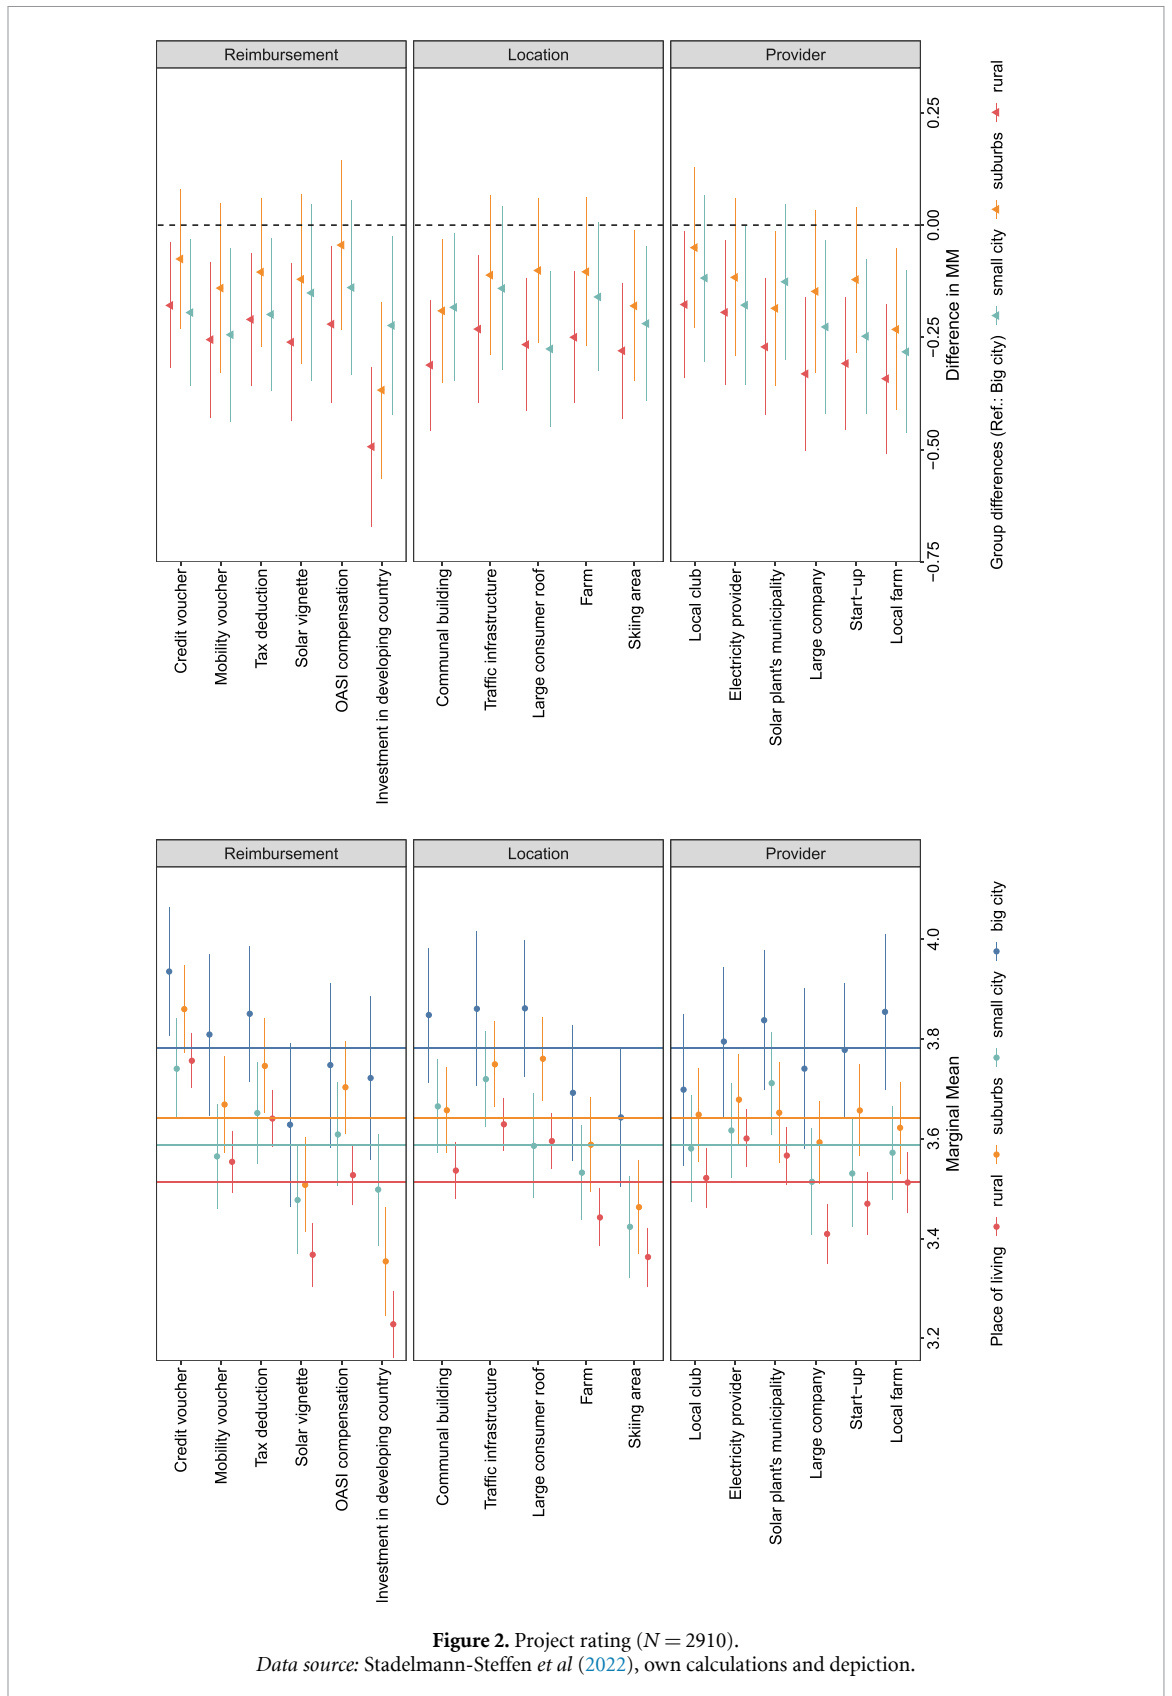 Reimbursement
Location
Provider
Credit voucher
Mobility voucher
Tax deduction
Solar vignette
OASI compensation
Investment in developing country
Communal building
Traffic infrastructure
Large consumer roof
Farm
Skiing area
Local club
Electricity provider
Solar plant's municipality
Large company
Start−up
Local farm
−0.75
−0.50
−0.25
0.00
0.25
Difference in MM
Group differences (Ref.: Big city) small city suburbs rural
Reimbursement
Location
Provider
Credit voucher
Mobility voucher
Tax deduction
Solar vignette
OASI compensation
Investment in developing country
Communal building
Traffic infrastructure
Large consumer roof
Farm
Skiing area
Local club
Electricity provider
Solar plant's municipality
Large company
Start−up
Local farm
3.2
3.4
3.6
3.8
4.0
Marginal Mean
Place of living rural suburbs small city big city
Figure 2. Project rating (N = 2910).
Data source: Stadelmann-Steffen et al (2022), own calculations and depiction.